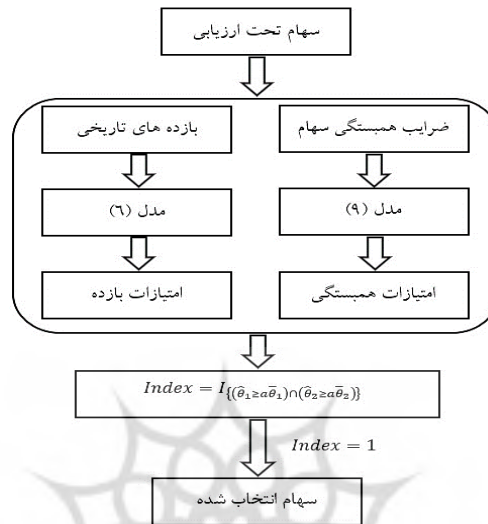 سهام تحت ارزیابی
ضرایب همبستگی سهام
بازده های تاریخی
مدل (۹)
مدل (۶)
امتیازات همبستگی
امتیازات بازده
Index = I_{{(θ̂₁≥aθ̅₁)∩(θ̂₂≥aθ̅₂)}}
Index = 1
سهام انتخاب شده